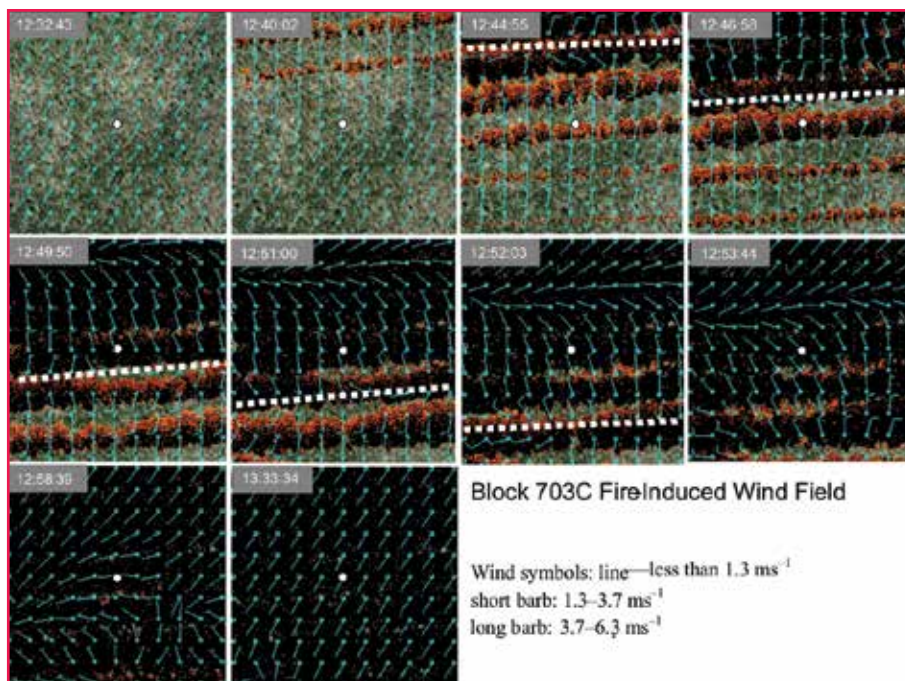 12:32:43
12:40:02
12:44:55
12:46:58
12:49:50
12:51:00
12:52:03
12:53:44
12:58:39
13:33:34
Block 703C Fire-Induced Wind Field
Wind symbols: line—less than 1.3 ms⁻¹
short barb: 1.3–3.7 ms⁻¹
long barb: 3.7–6.3 ms⁻¹